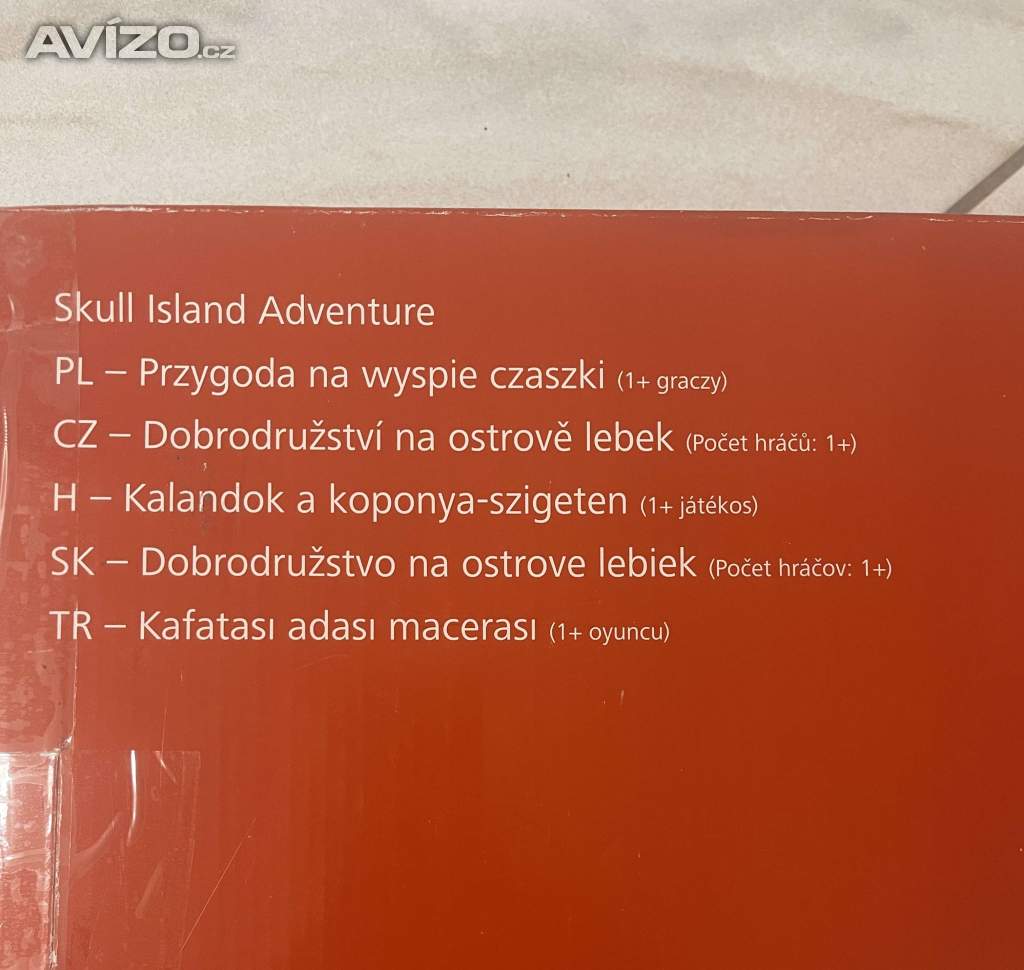 AVÍZO.cz
Skull Island Adventure
PL – Przygoda na wyspie czaszki (1+ graczy)
CZ – Dobrodružství na ostrově lebek (Počet hráčů: 1+)
H – Kalandok a koponya-szigeten (1+ játékos)
SK – Dobrodružstvo na ostrove lebiek (Počet hráčov: 1+)
TR – Kafatası adası macerası (1+ oyuncu)